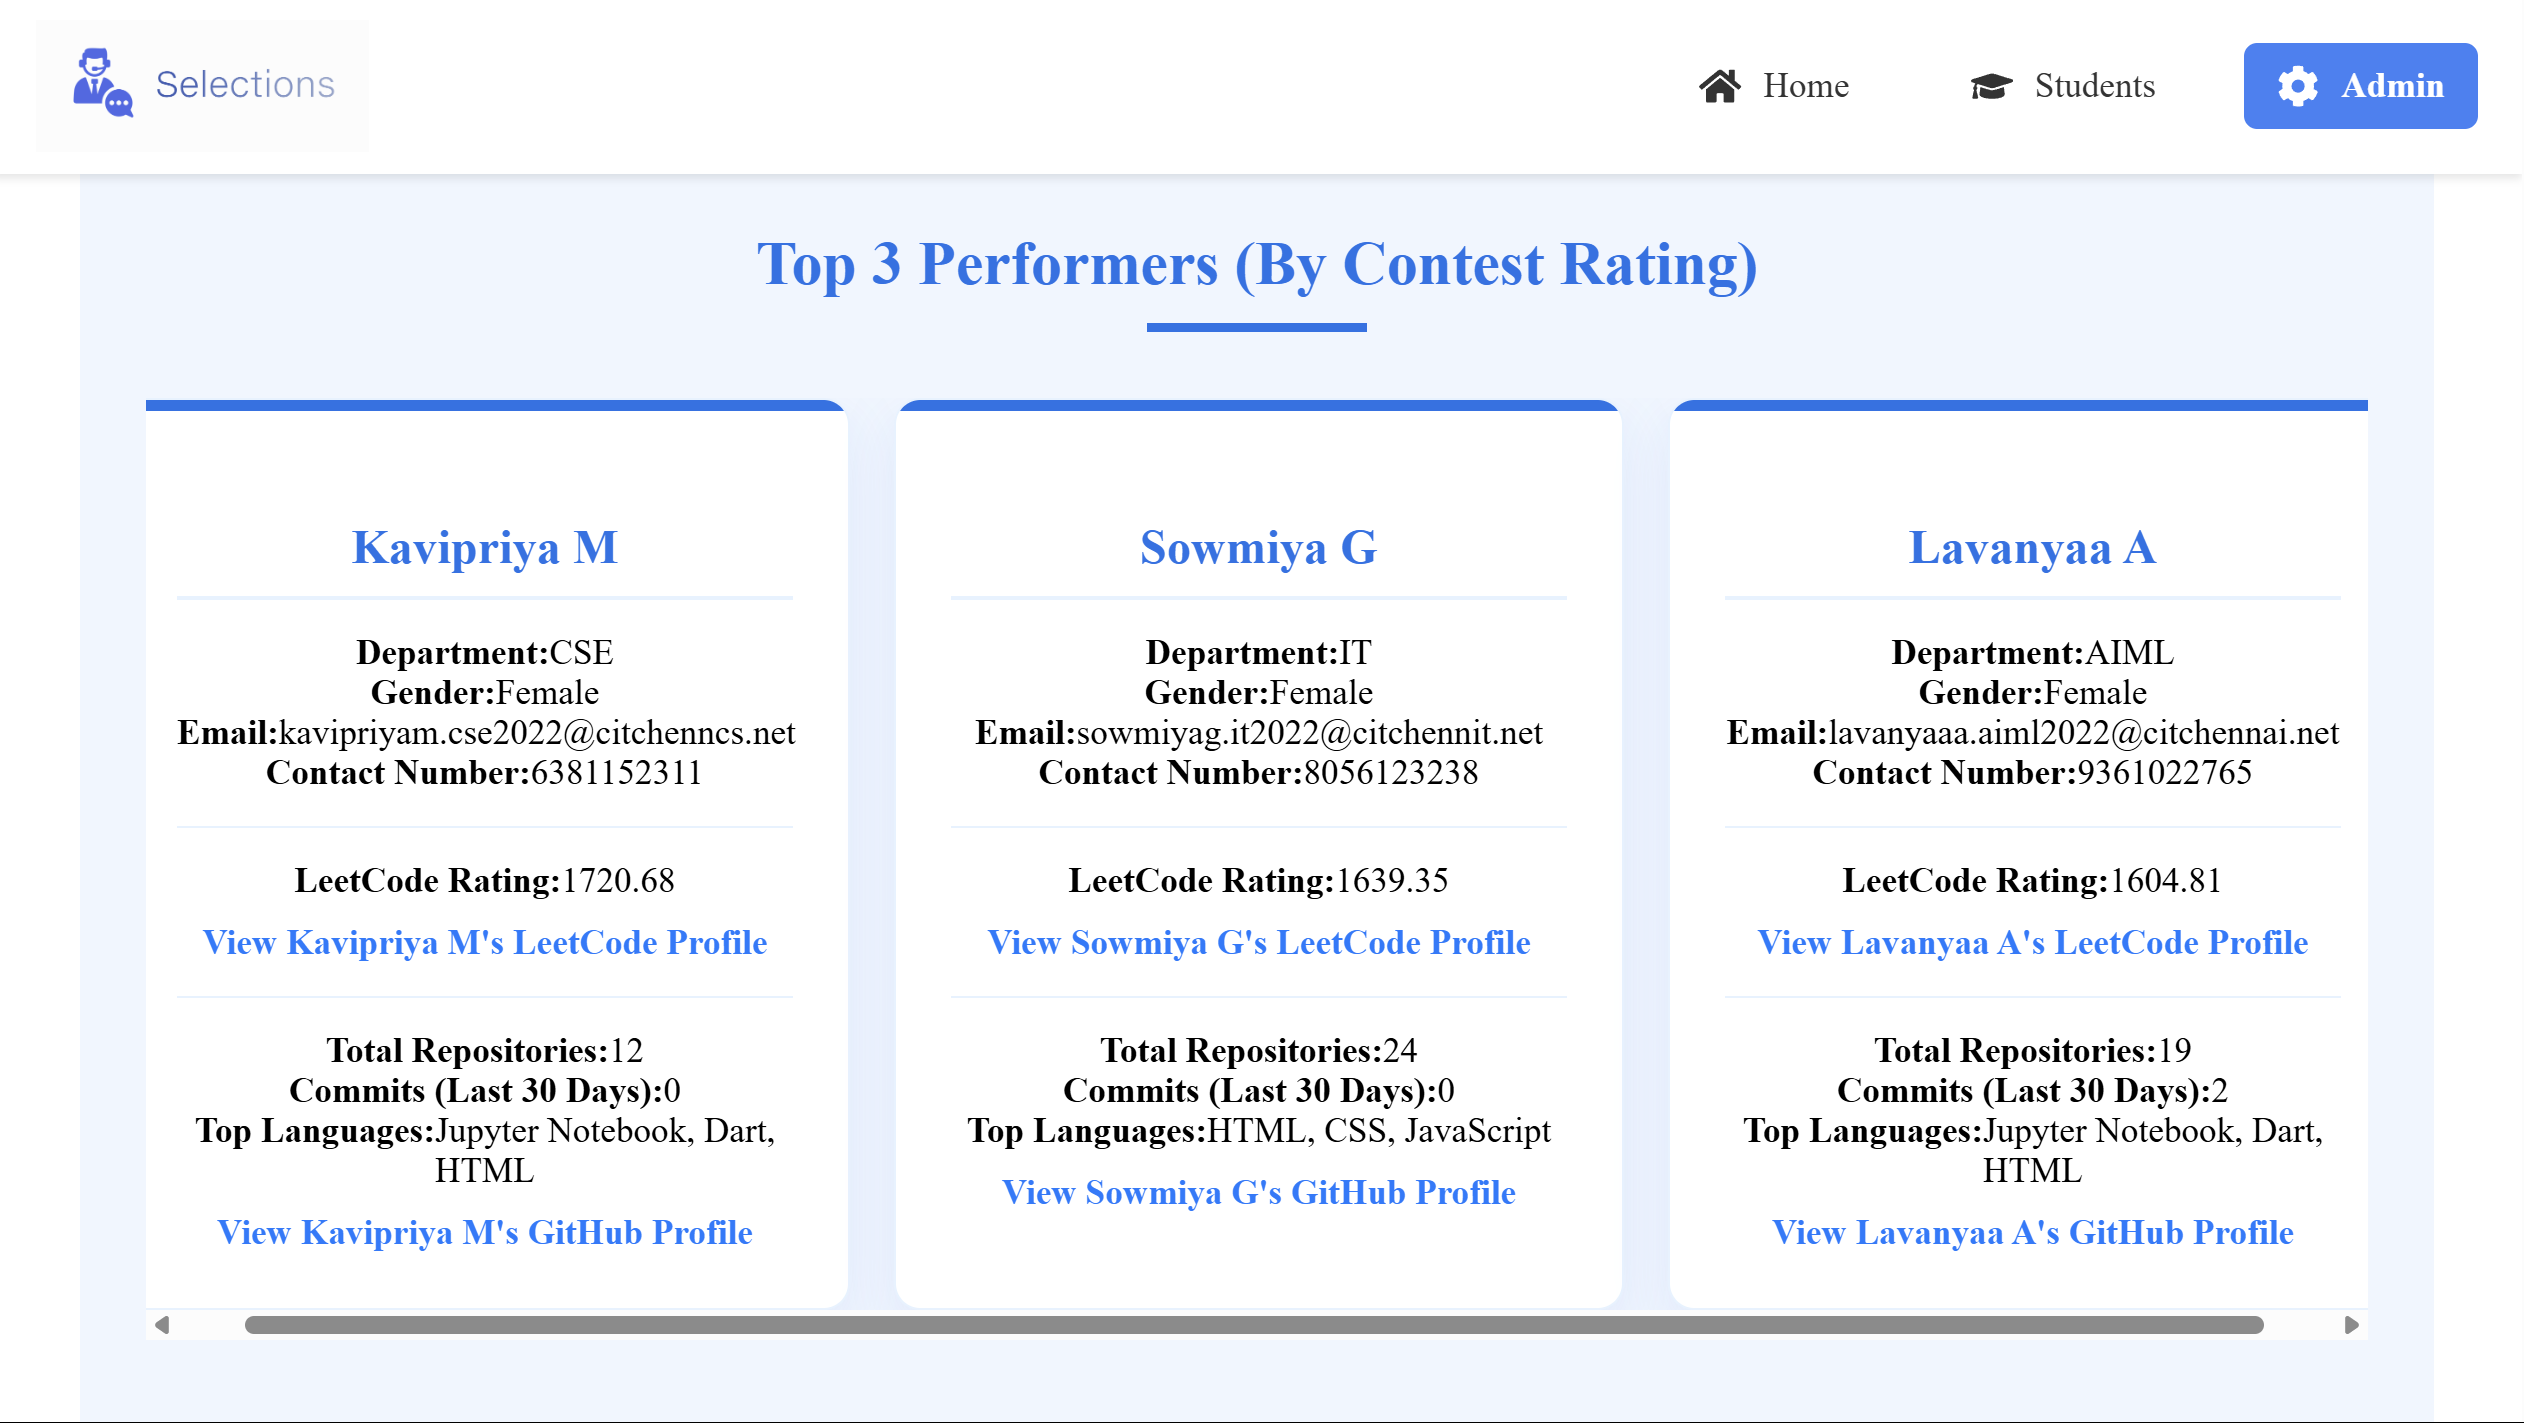 Selections
Home
Students
Admin
Top 3 Performers (By Contest Rating)
Kavipriya M
Department:CSE
Gender:Female
Email:kavipriyam.cse2022@citchenncs.net
Contact Number:6381152311
LeetCode Rating:1720.68
View Kavipriya M's LeetCode Profile
Total Repositories:12
Commits (Last 30 Days):0
Top Languages:Jupyter Notebook, Dart,
HTML
View Kavipriya M's GitHub Profile
Sowmiya G
Department:IT
Gender:Female
Email:sowmiyag.it2022@citchennit.net
Contact Number:8056123238
LeetCode Rating:1639.35
View Sowmiya G's LeetCode Profile
Total Repositories:24
Commits (Last 30 Days):0
Top Languages:HTML, CSS, JavaScript
View Sowmiya G's GitHub Profile
Lavanyaa A
Department:AIML
Gender:Female
Email:lavanyaaa.aiml2022@citchennai.net
Contact Number:9361022765
LeetCode Rating:1604.81
View Lavanyaa A's LeetCode Profile
Total Repositories:19
Commits (Last 30 Days):2
Top Languages:Jupyter Notebook, Dart,
HTML
View Lavanyaa A's GitHub Profile